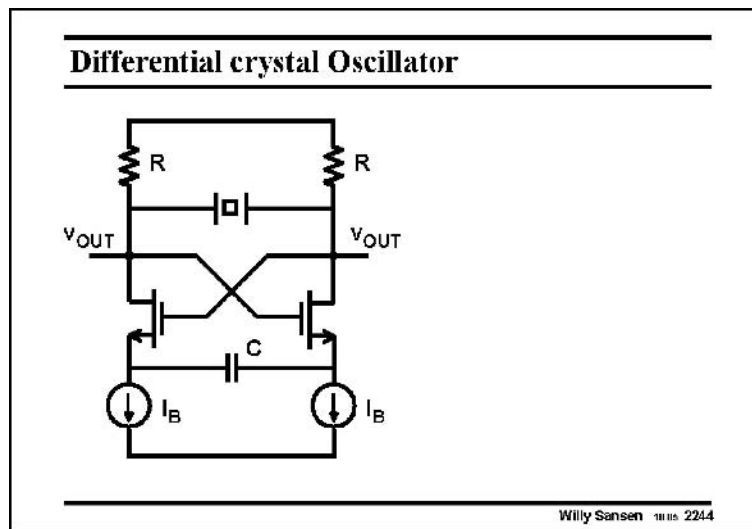 Differential crystal Oscillator
R R
VOUT VOUT
C
IB IB
Willy Sansen 2244